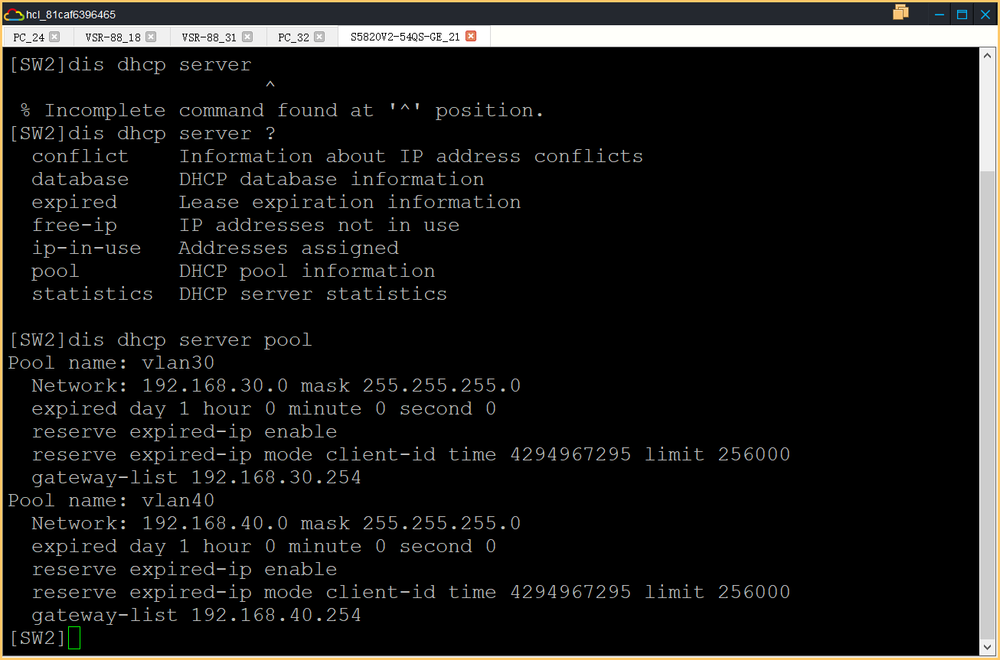 hcl_81caf6396465
PC_24 VSR-88_18 VSR-88_31 PC_32 S5820V2-54QS-GE_21
[SW2]dis dhcp server
^
% Incomplete command found at '^' position.
[SW2]dis dhcp server ?
conflict Information about IP address conflicts
database DHCP database information
expired Lease expiration information
free-ip IP addresses not in use
ip-in-use Addresses assigned
pool DHCP pool information
statistics DHCP server statistics
[SW2]dis dhcp server pool
Pool name: vlan30
Network: 192.168.30.0 mask 255.255.255.0
expired day 1 hour 0 minute 0 second 0
reserve expired-ip enable
reserve expired-ip mode client-id time 4294967295 limit 256000
gateway-list 192.168.30.254
Pool name: vlan40
Network: 192.168.40.0 mask 255.255.255.0
expired day 1 hour 0 minute 0 second 0
reserve expired-ip enable
reserve expired-ip mode client-id time 4294967295 limit 256000
gateway-list 192.168.40.254
[SW2]